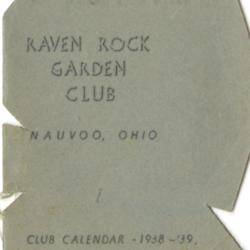 RAVEN ROCK
GARDEN
CLUB
NAUVOO, OHIO
CLUB CALENDAR - 1938 - '39,